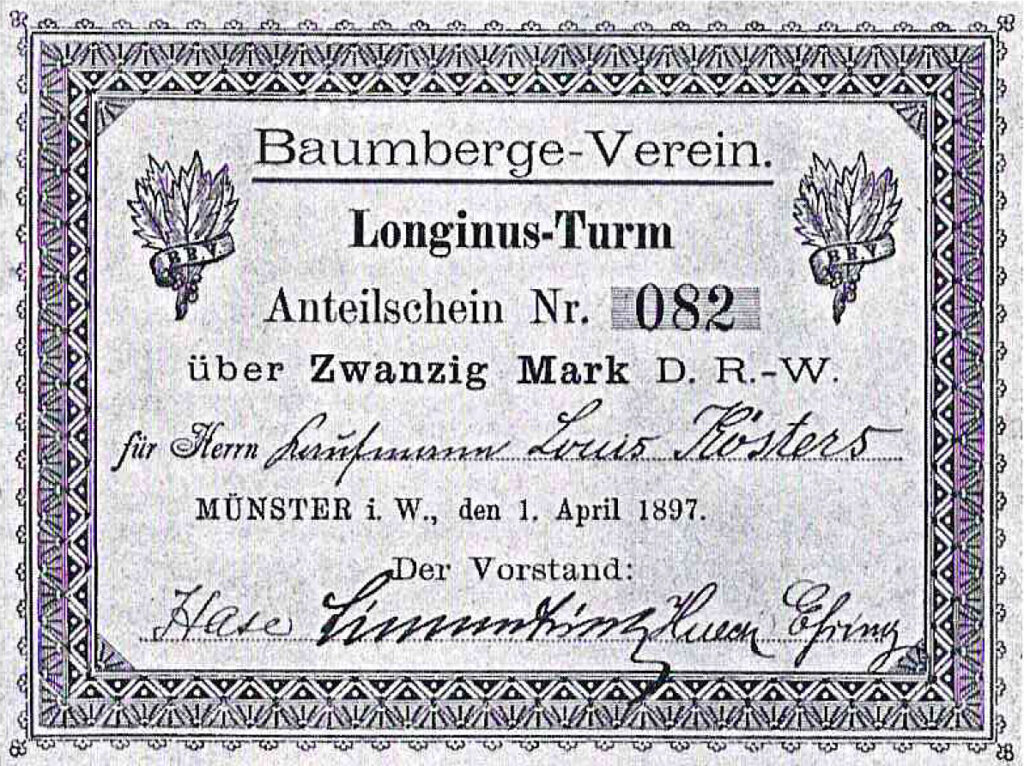 Baumberge-Verein.
Longinus-Turm
Anteilschein Nr. 082
über Zwanzig Mark D. R.-W.
für Herrn Kaufmann Louis Kösters
MÜNSTER i. W., den 1. April 1897.
Der Vorstand:
Hase Ehring